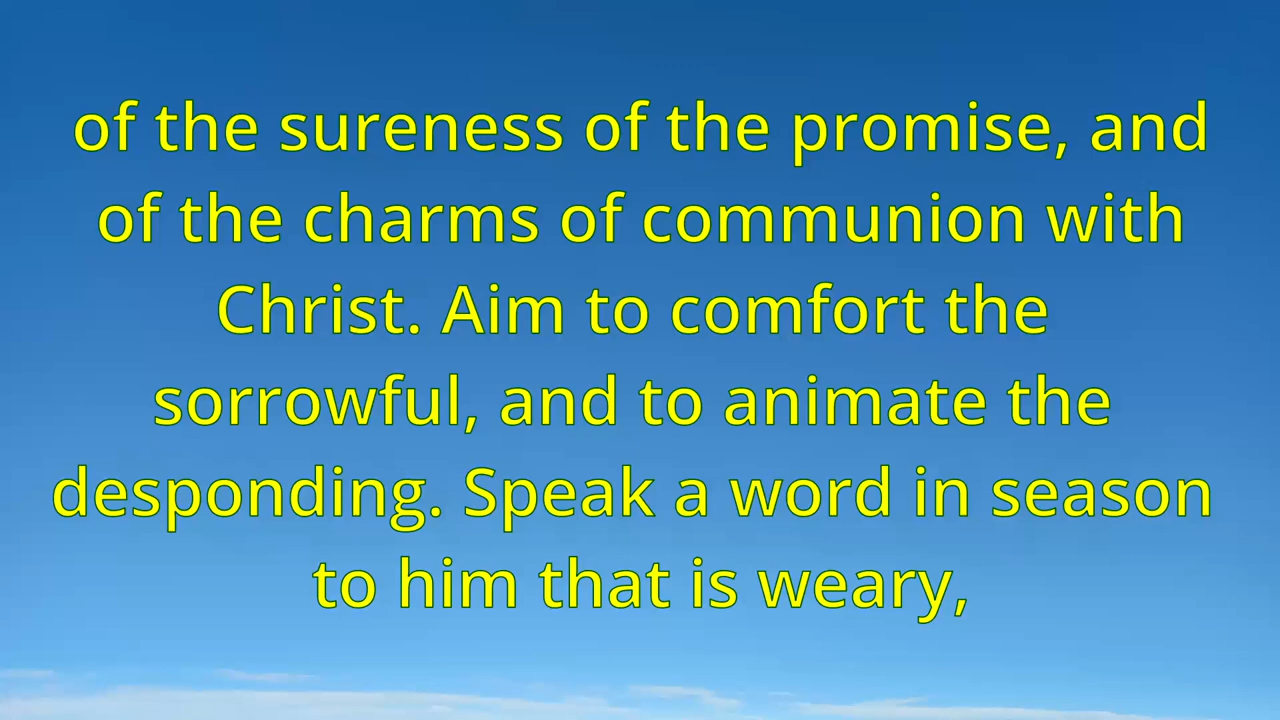 of the sureness of the promise, and
of the charms of communion with
Christ. Aim to comfort the
sorrowful, and to animate the
desponding. Speak a word in season
to him that is weary,